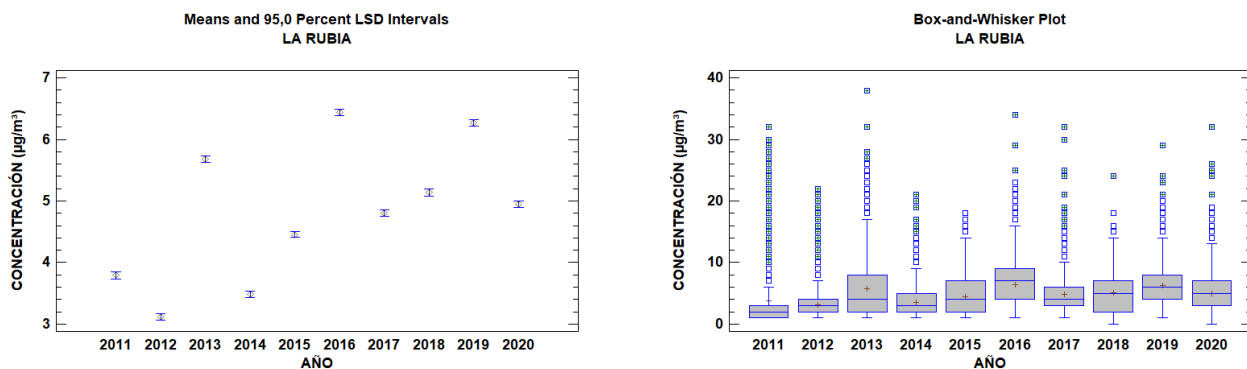 Means and 95,0 Percent LSD Intervals
LA RUBIA
CONCENTRACIÓN (µg/m³)
7
6
5
4
3
2011 2012 2013 2014 2015 2016 2017 2018 2019 2020
AÑO
Box-and-Whisker Plot
LA RUBIA
CONCENTRACIÓN (µg/m³)
40
30
20
10
0
2011 2012 2013 2014 2015 2016 2017 2018 2019 2020
AÑO